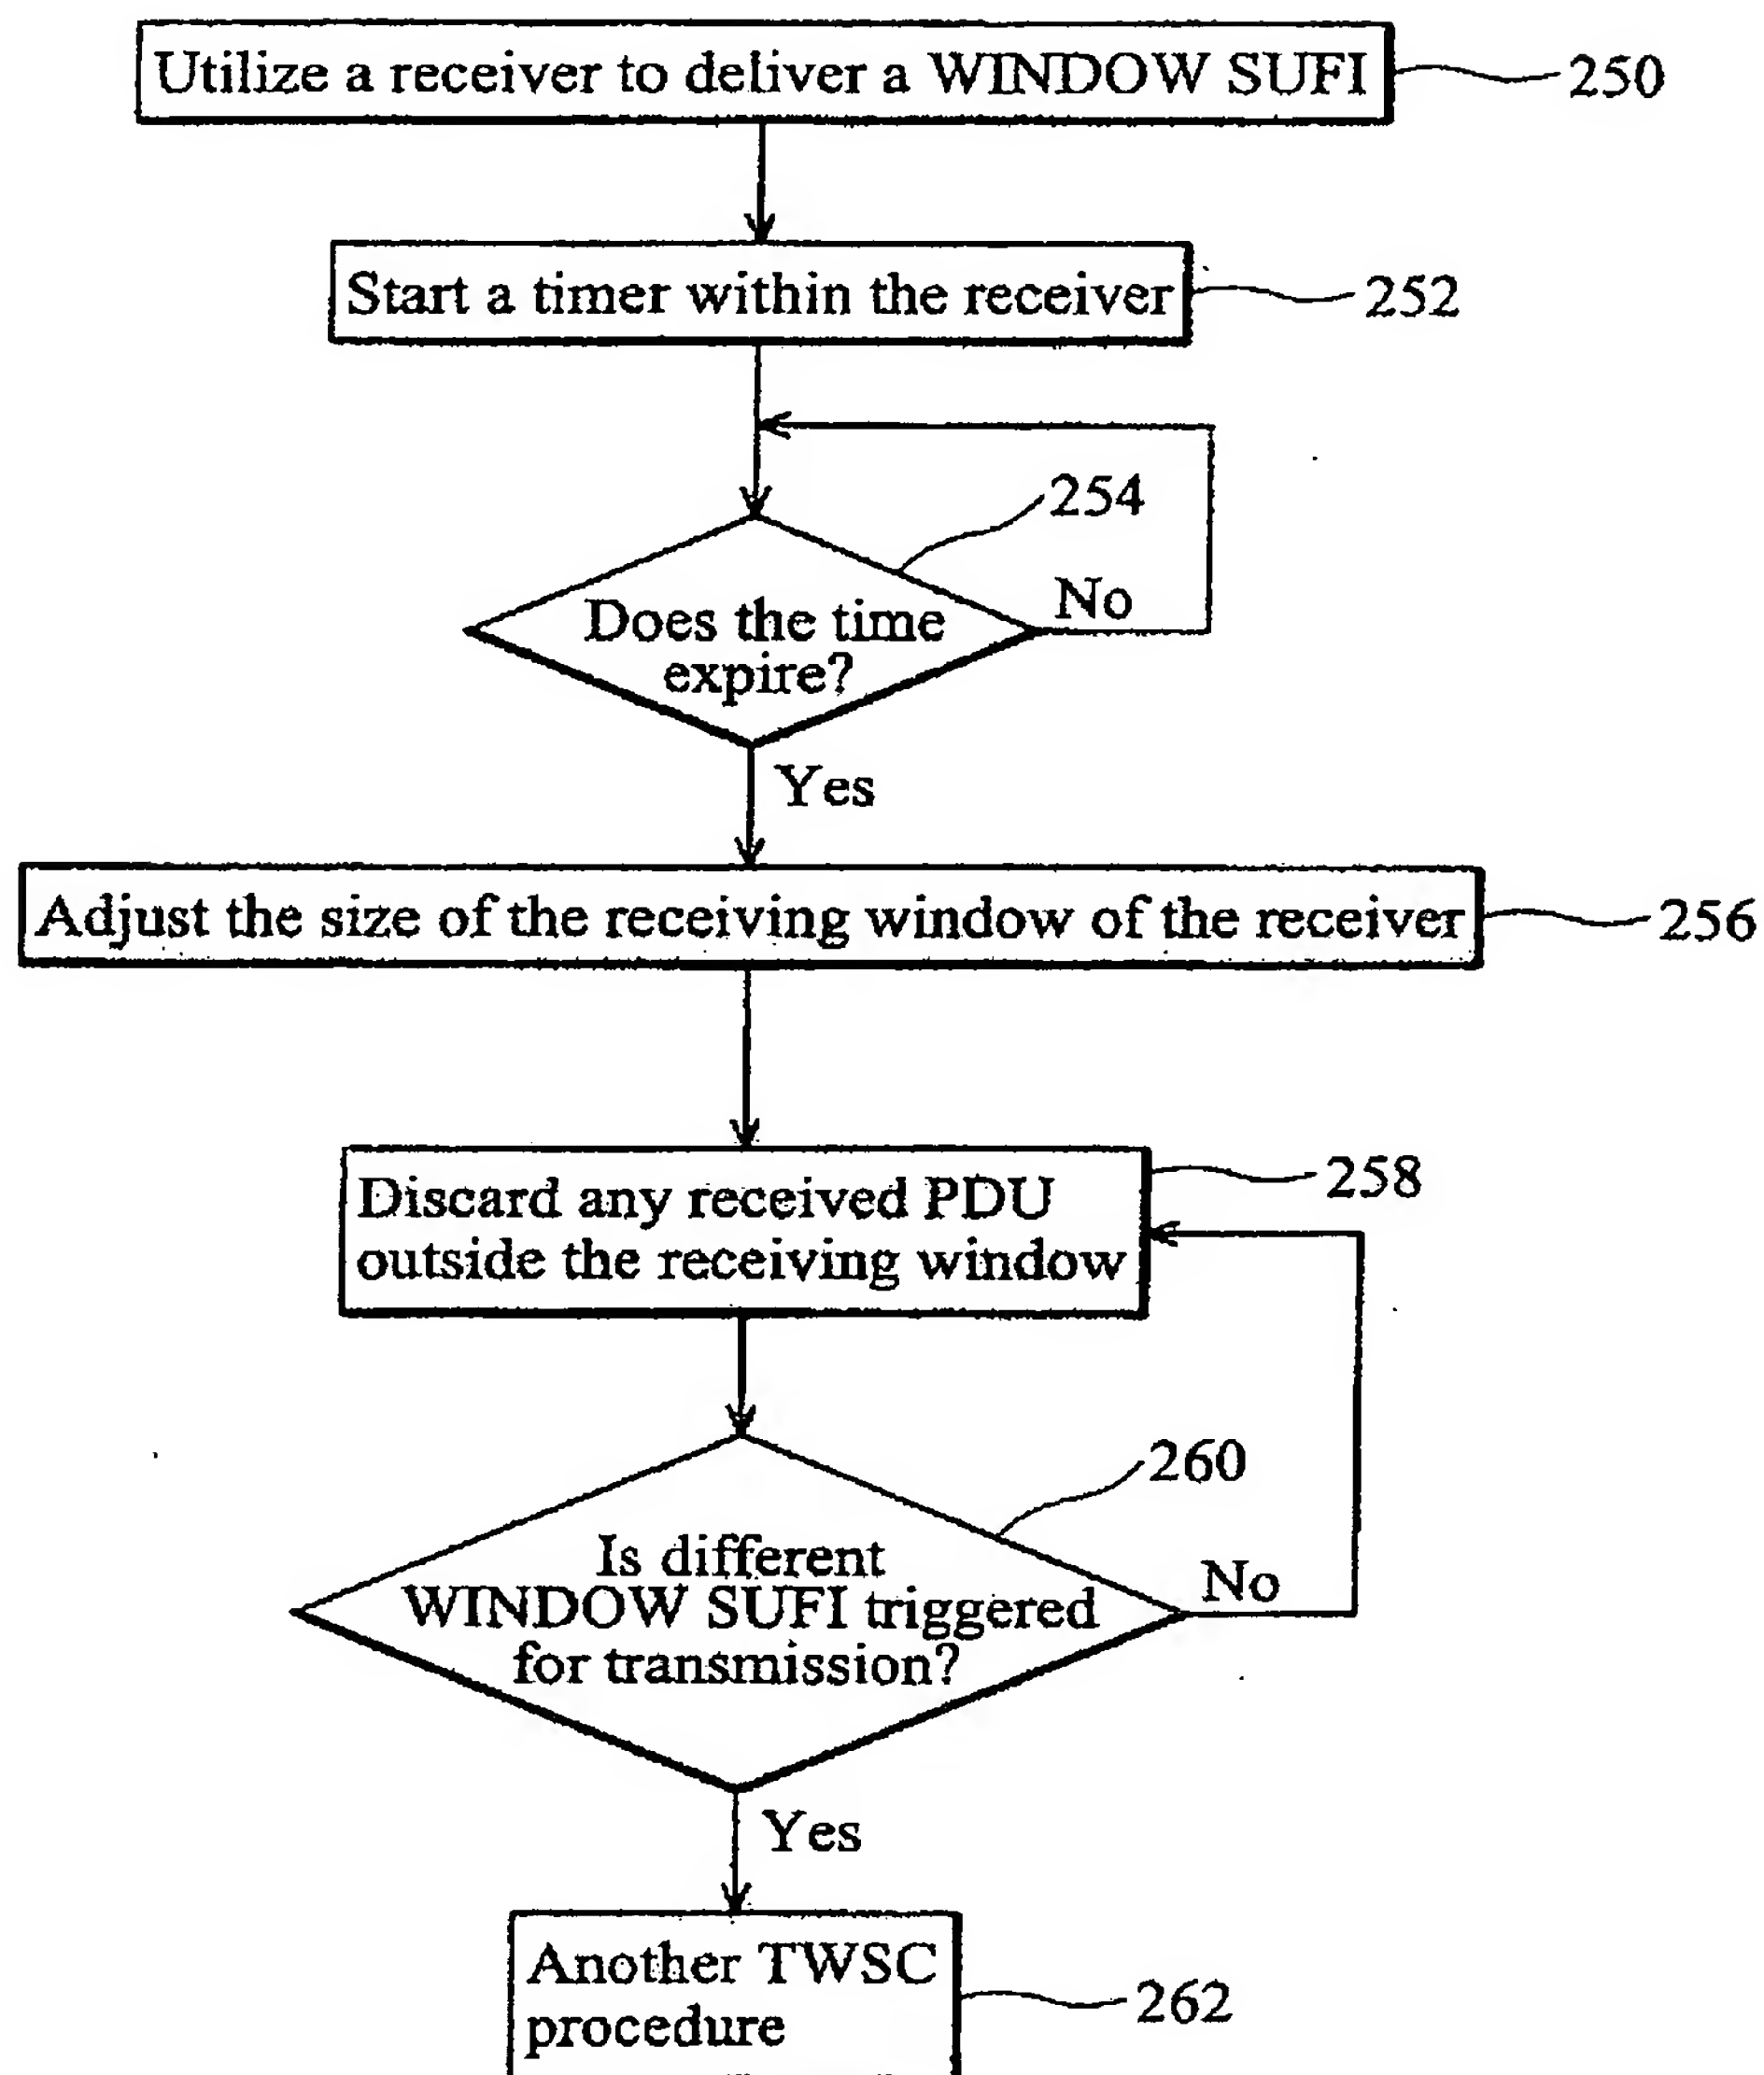 Utilize a receiver to deliver a WINDOW SUFI
250
Start a timer within the receiver
252
254
No
Does the time
expire?
Yes
Adjust the size of the receiving window of the receiver
256
Discard any received PDU
outside the receiving window
258
260
Is different
WINDOW SUFI triggered
for transmission?
No
Yes
Another TWSC
procedure
262